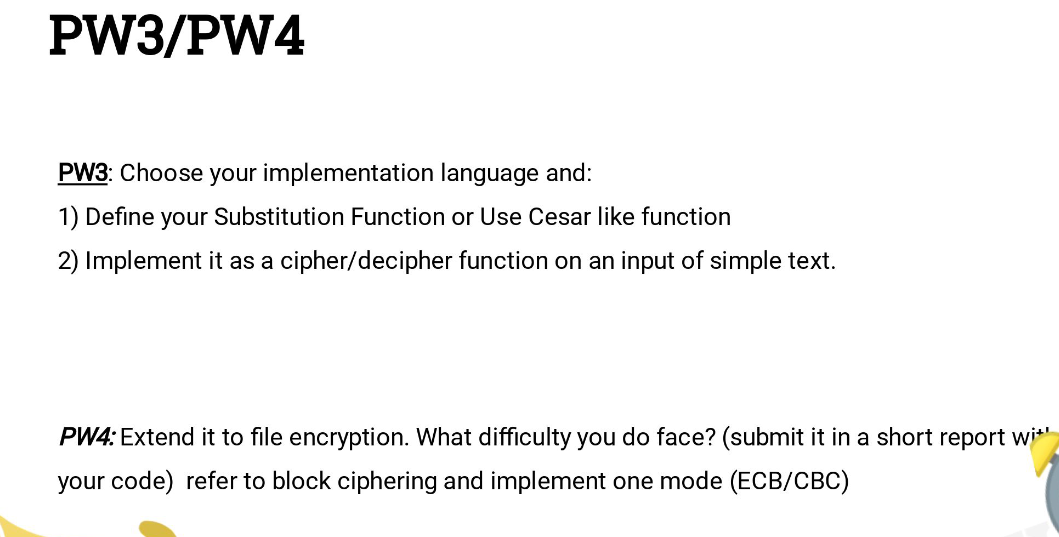 PW3/PW4
PW3: Choose your implementation language and:
1) Define your Substitution Function or Use Cesar like function
2) Implement it as a cipher/decipher function on an input of simple text.
PW4: Extend it to file encryption. What difficulty you do face? (submit it in a short report with
your code) refer to block ciphering and implement one mode (ECB/CBC)